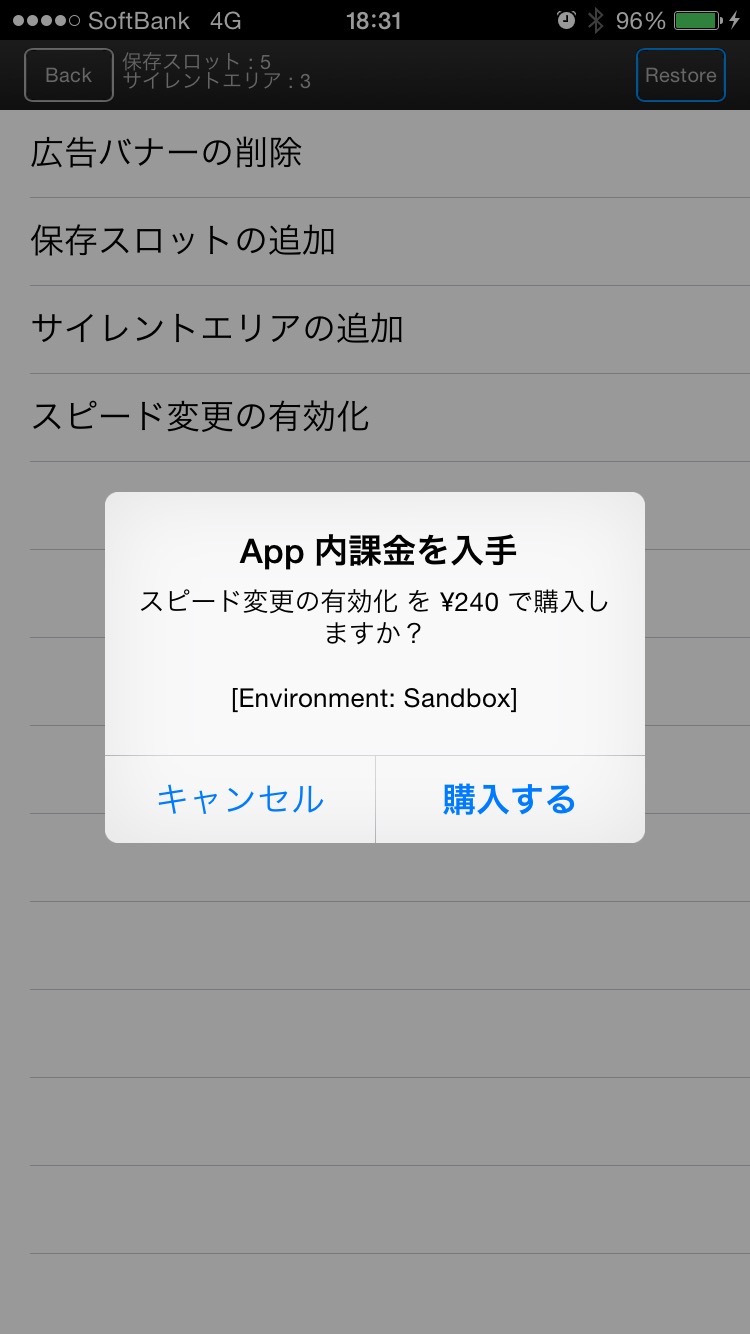 SoftBank 4G 18:31 96%
Back 保存スロット : 5 Restore
サイレントエリア : 3
広告バナーの削除
保存スロットの追加
サイレントエリアの追加
スピード変更の有効化
App 内課金を入手
スピード変更の有効化 を ¥240 で購入し
ますか？
[Environment: Sandbox]
キャンセル 購入する